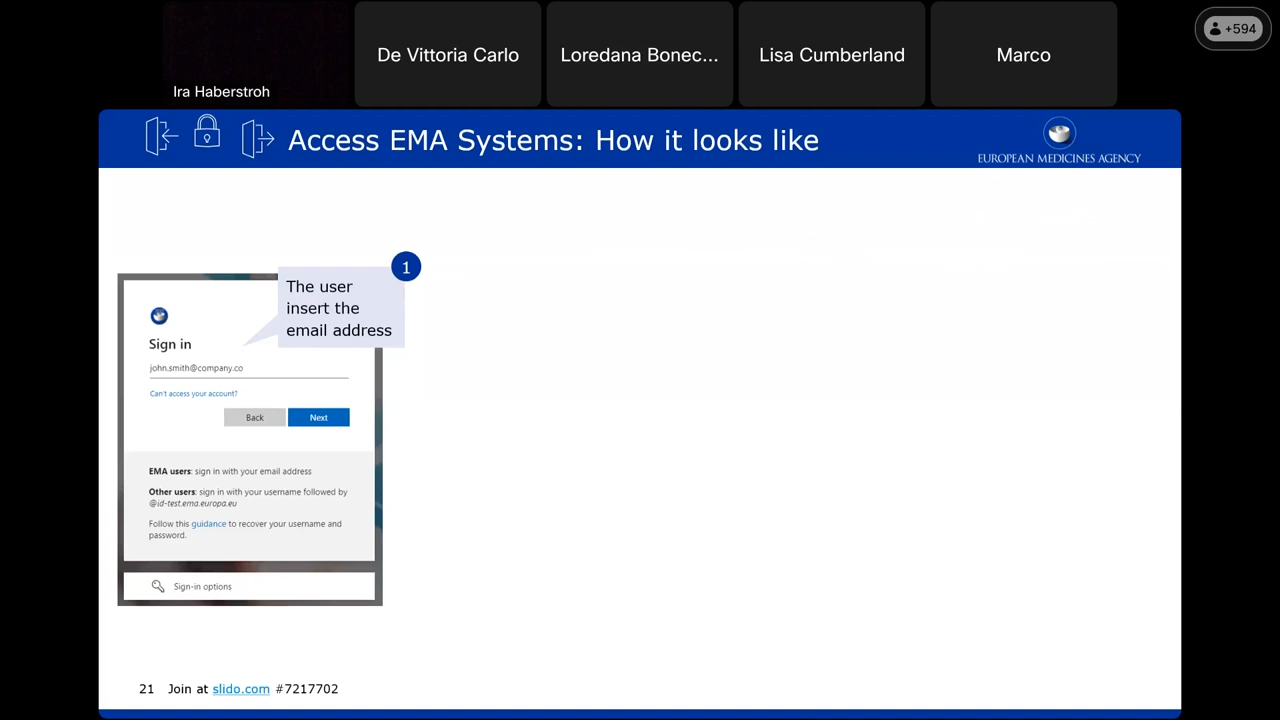 +594
De Vittoria Carlo
Loredana Bonec...
Lisa Cumberland
Marco
Ira Haberstroh
Access EMA Systems: How it looks like
EUROPEAN MEDICINES AGENCY
1
The user
insert the
email address
Sign in
john.smith@company.co
Can't access your account?
Back
Next
EMA users: sign in with your email address
Other users: sign in with your username followed by
@id-test.ema.europa.eu
Follow this guidance to recover your username and
password.
Sign-in options
21 Join at slido.com #7217702